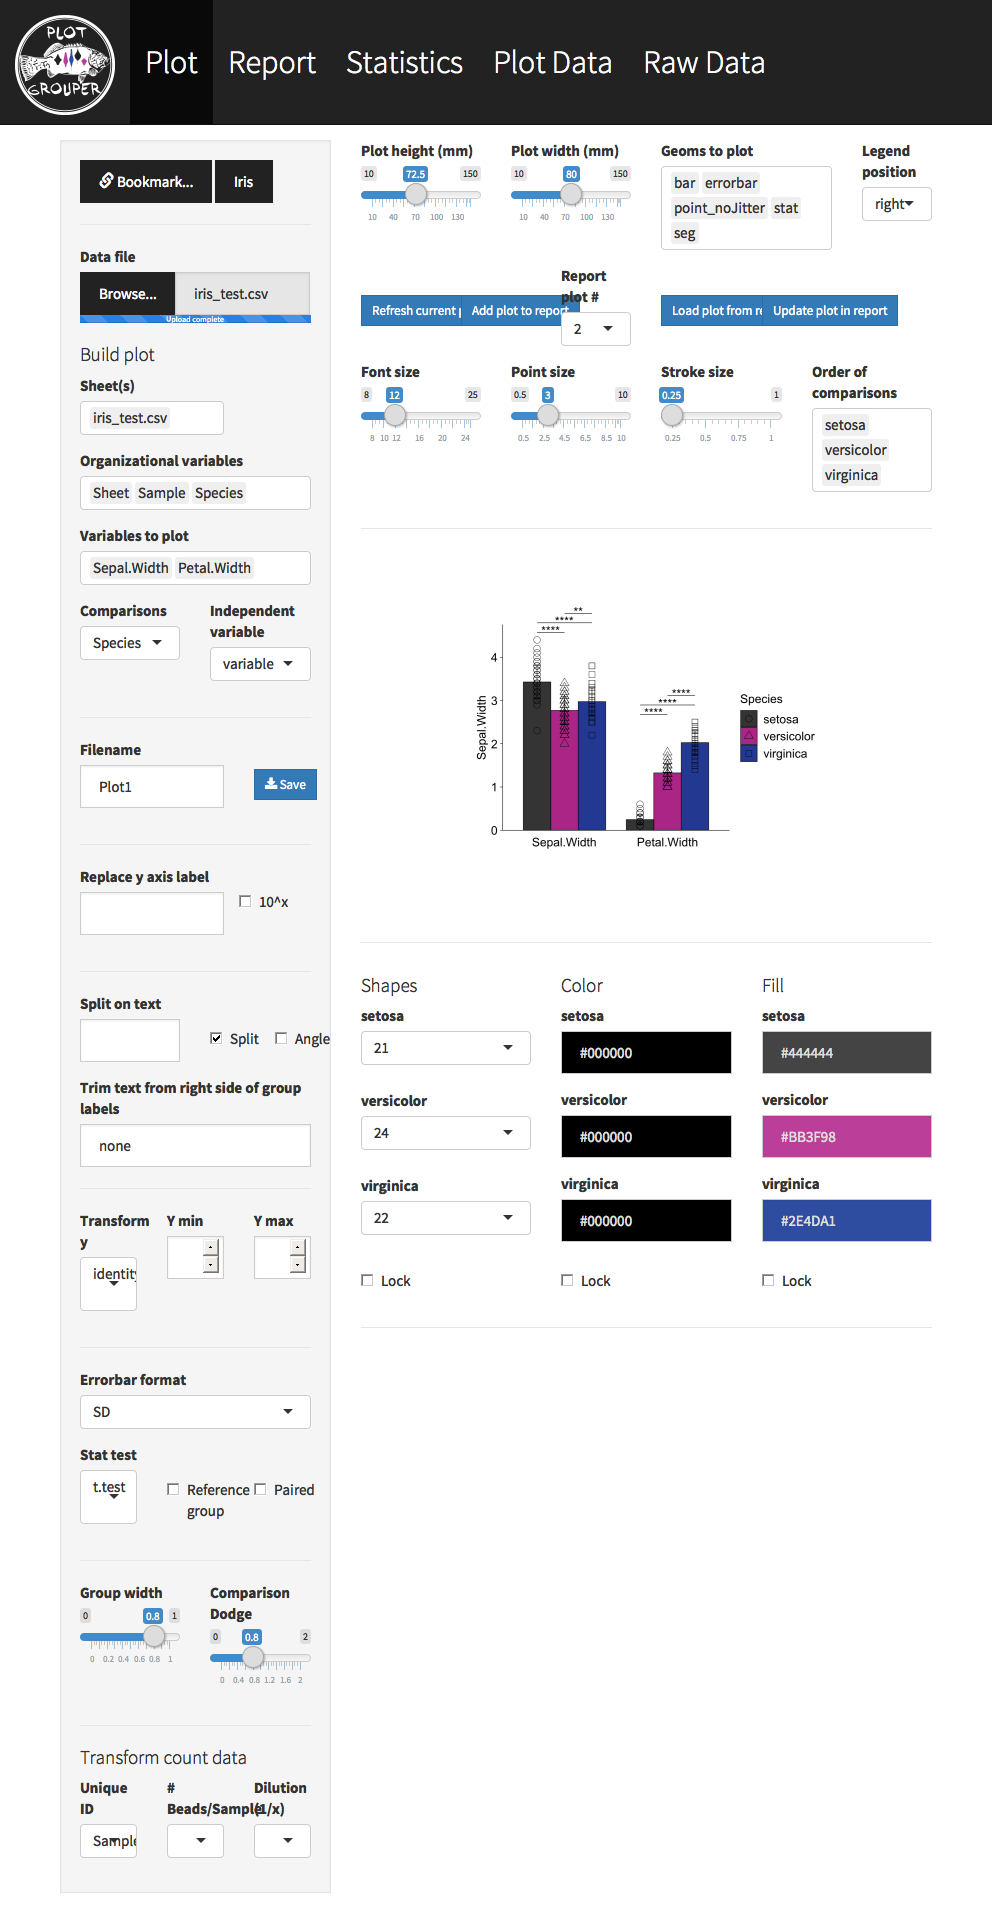 PLOT
GROUPER
Plot
Report
Statistics
Plot Data
Raw Data
Bookmark...
Iris
Data file
Browse...
iris_test.csv
Upload complete
Build plot
Sheet(s)
iris_test.csv
Organizational variables
Sheet Sample Species
Variables to plot
Sepal.Width Petal.Width
Comparisons
Species
Independent
variable
variable
Filename
Plot1
Save
Replace y axis label
10^x
Split on text
Split
Angle
Trim text from right side of group
labels
none
Transform
y
identity
Y min
Y max
Errorbar format
SD
Stat test
t.test
Reference
group
Paired
Group width
0 0.8 1
0 0.2 0.4 0.6 0.8 1
Comparison
Dodge
0 0.8 2
0 0.4 0.8 1.2 1.6 2
Transform count data
Unique
ID
Sample
#
Beads/Sample
Dilution
(1/x)
Plot height (mm)
10 72.5 150
10 40 70 100 130
Plot width (mm)
10 80 150
10 40 70 100 130
Geoms to plot
bar errorbar
point_noJitter stat
seg
Legend
position
right
Refresh current p
Add plot to report
Report
plot #
2
Load plot from re
Update plot in report
Font size
8 12 25
8 10 12 16 20 24
Point size
0.5 3 10
0.5 2.5 4.5 6.5 8.5 10
Stroke size
0.25 1
0.25 0.5 0.75 1
Order of
comparisons
setosa
versicolor
virginica
**
****
****
****
****
****
4
3
2
1
0
Sepal.Width
Sepal.Width
Petal.Width
Species
setosa
versicolor
virginica
Shapes
setosa
21
versicolor
24
virginica
22
Lock
Color
setosa
#000000
versicolor
#000000
virginica
#000000
Lock
Fill
setosa
#444444
versicolor
#BB3F98
virginica
#2E4DA1
Lock